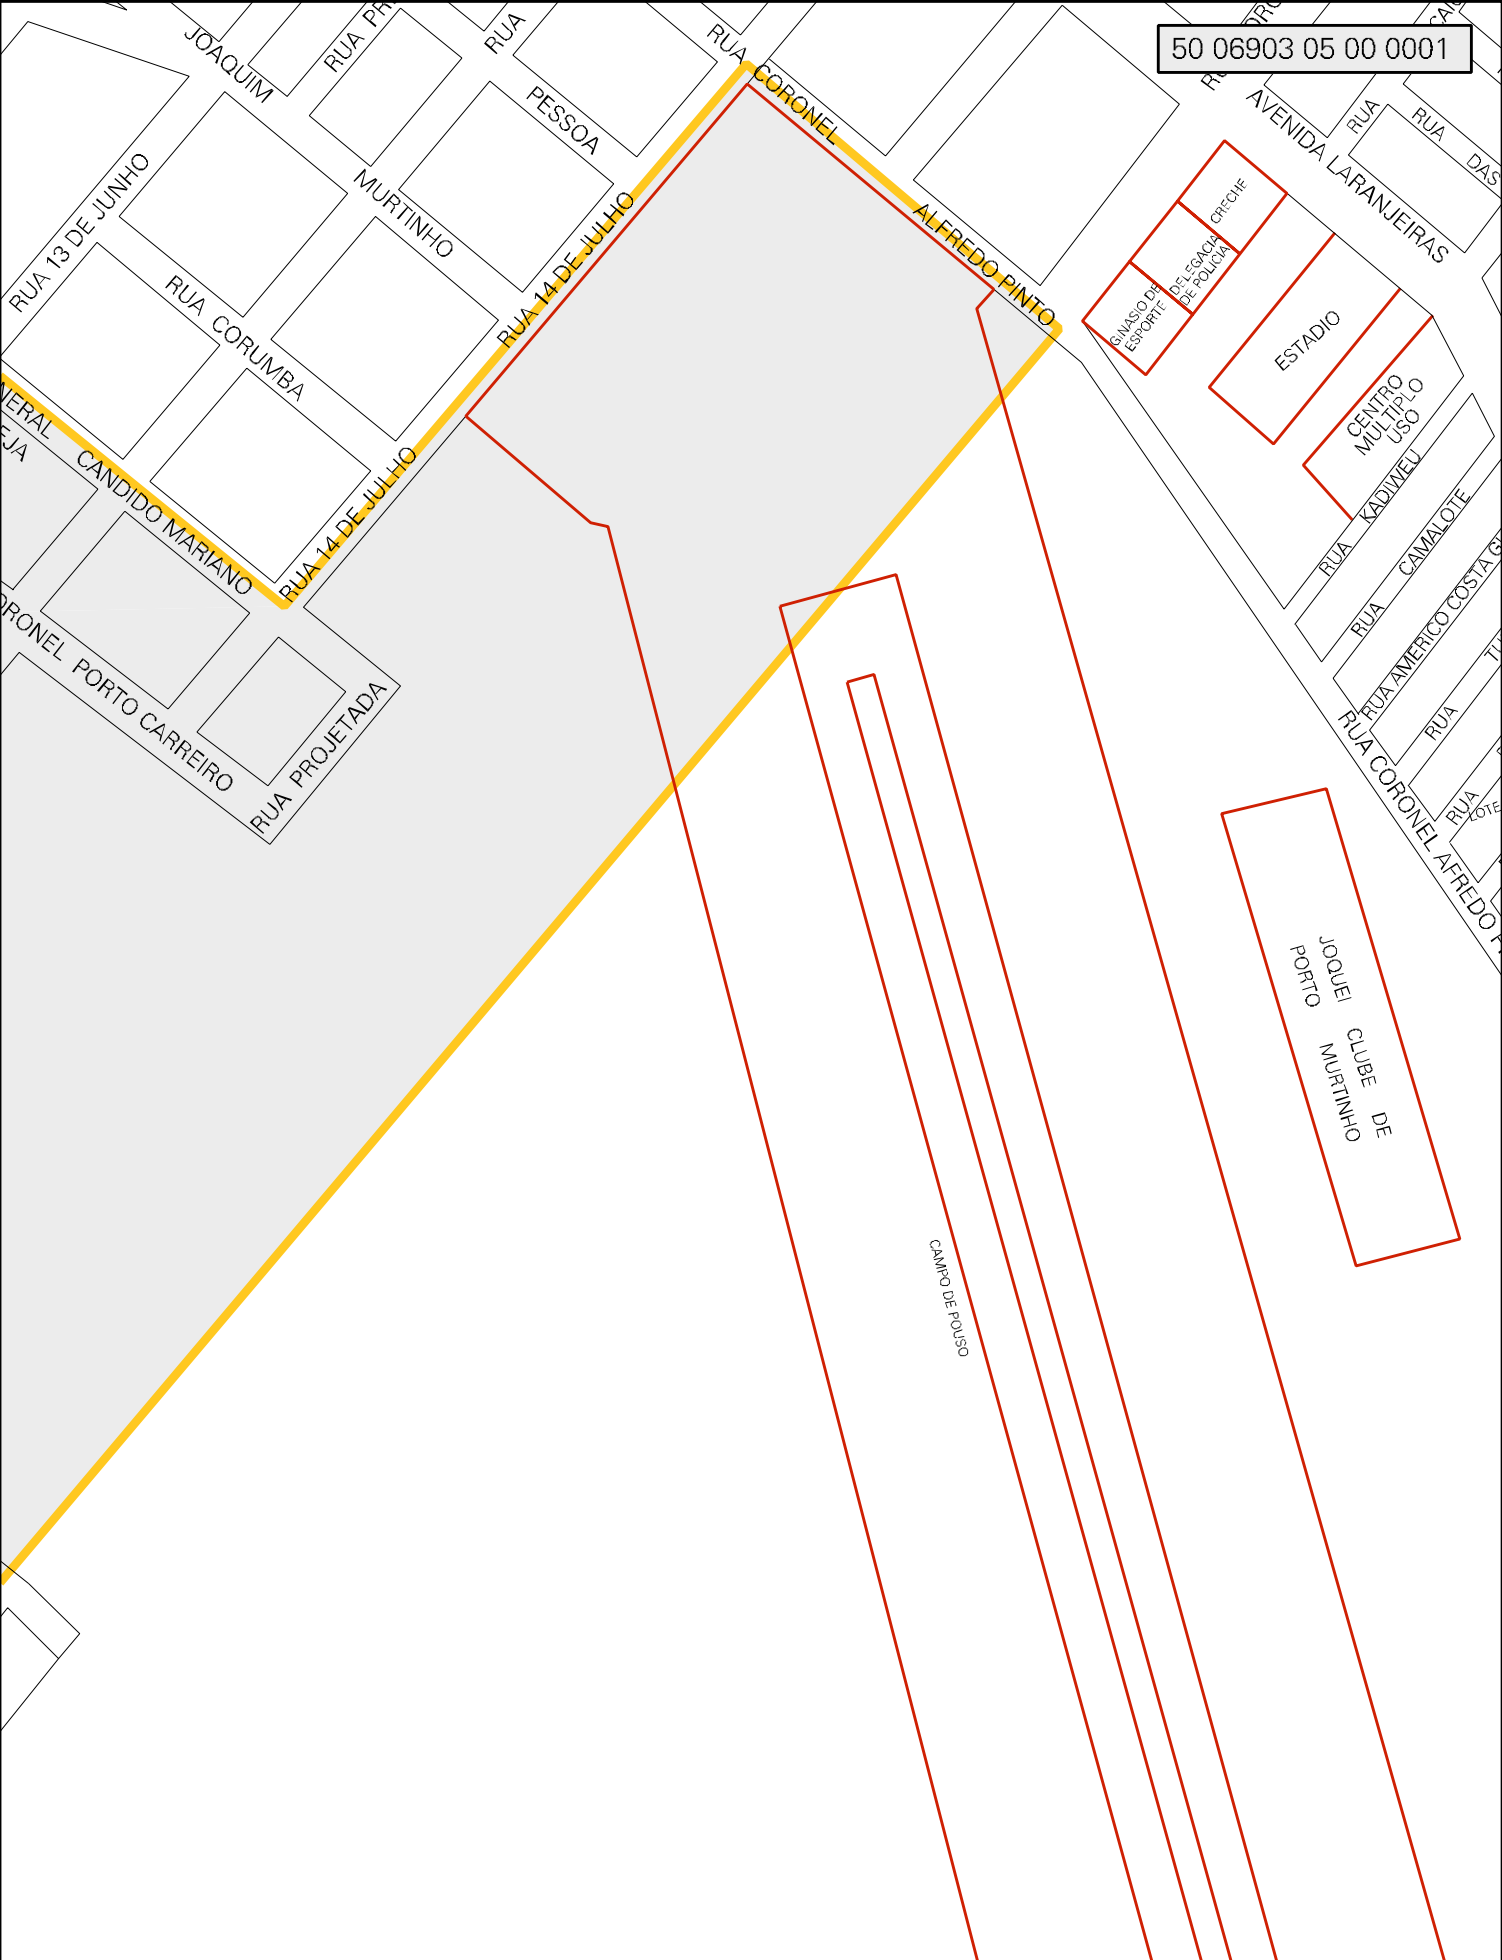 50 06903 05 00 0001
JOAQUIM
MURTINHO
RUA
PESSOA
RUA CORONEL
ALFREDO PINTO
RUA
AVENIDA LARANJEIRAS
RUA DAS
RUA 13 DE JUNHO
RUA CORUMBA
RUA 14 DE JULHO
RUA 14 DE JULHO
CANDIDO MARIANO
PORTO CARREIRO
RUA PROJETADA
CRECHE
DELEGACIA
DE POLICIA
GINASIO DE
ESPORTE
ESTADIO
CENTRO
MULTIPLO
USO
RUA KADIWEU
RUA CAMALOTE
RUA AMERICO COSTA
RUA
RUA
RUA CORONEL AFREDO
JOQUEI CLUBE DE
PORTO MURTINHO
CAMPO DE POUSO